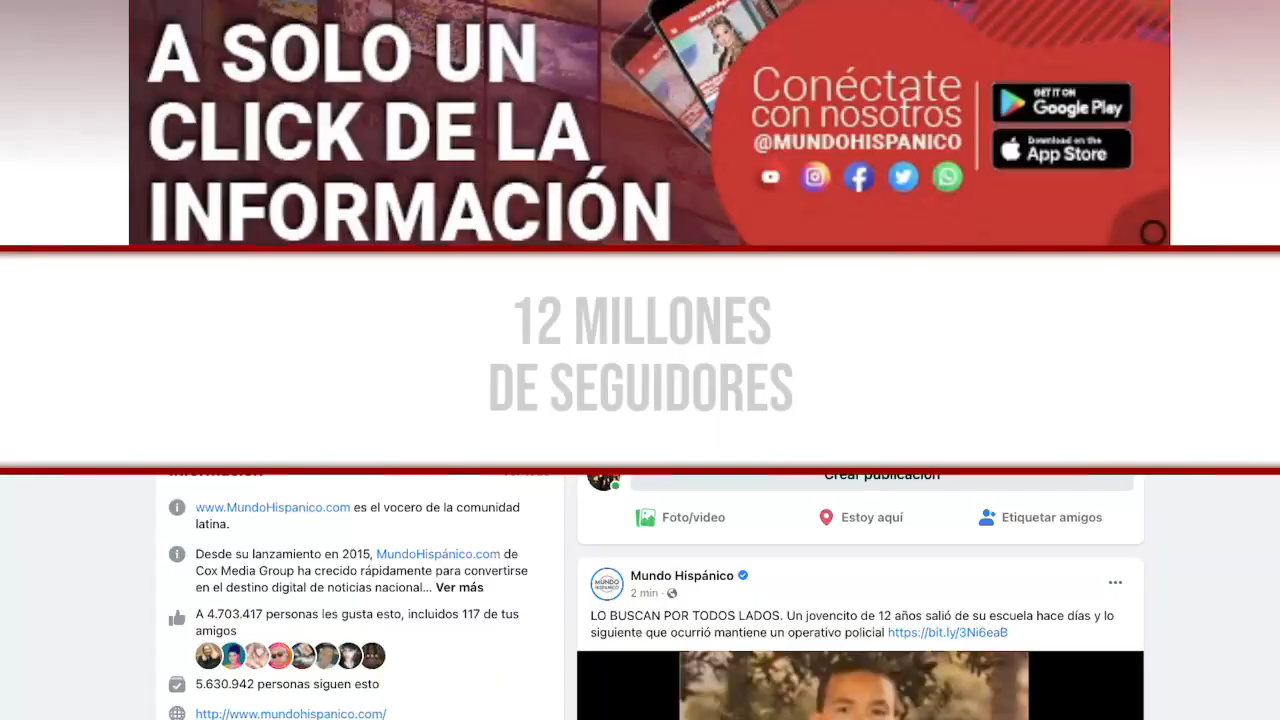 A SOLO UN
CLICK DE LA
INFORMACIÓN
Conéctate
con nosotros
@MUNDOHISPANICO
GET IT ON
Google Play
Download on the
App Store
12 MILLONES
DE SEGUIDORES
www.MundoHispanico.com es el vocero de la comunidad
latina.
Desde su lanzamiento en 2015, MundoHispánico.com de
Cox Media Group ha crecido rápidamente para convertirse
en el destino digital de noticias nacional... Ver más
A 4.703.417 personas les gusta esto, incluidos 117 de tus
amigos
5.630.942 personas siguen esto
http://www.mundohispanico.com/
Crear publicación
Foto/video
Estoy aquí
Etiquetar amigos
MUNDO
HISPÁNICO
Mundo Hispánico
2 min ·
LO BUSCAN POR TODOS LADOS. Un jovencito de 12 años salió de su escuela hace días y lo
siguiente que ocurrió mantiene un operativo policial https://bit.ly/3Ni6eaB